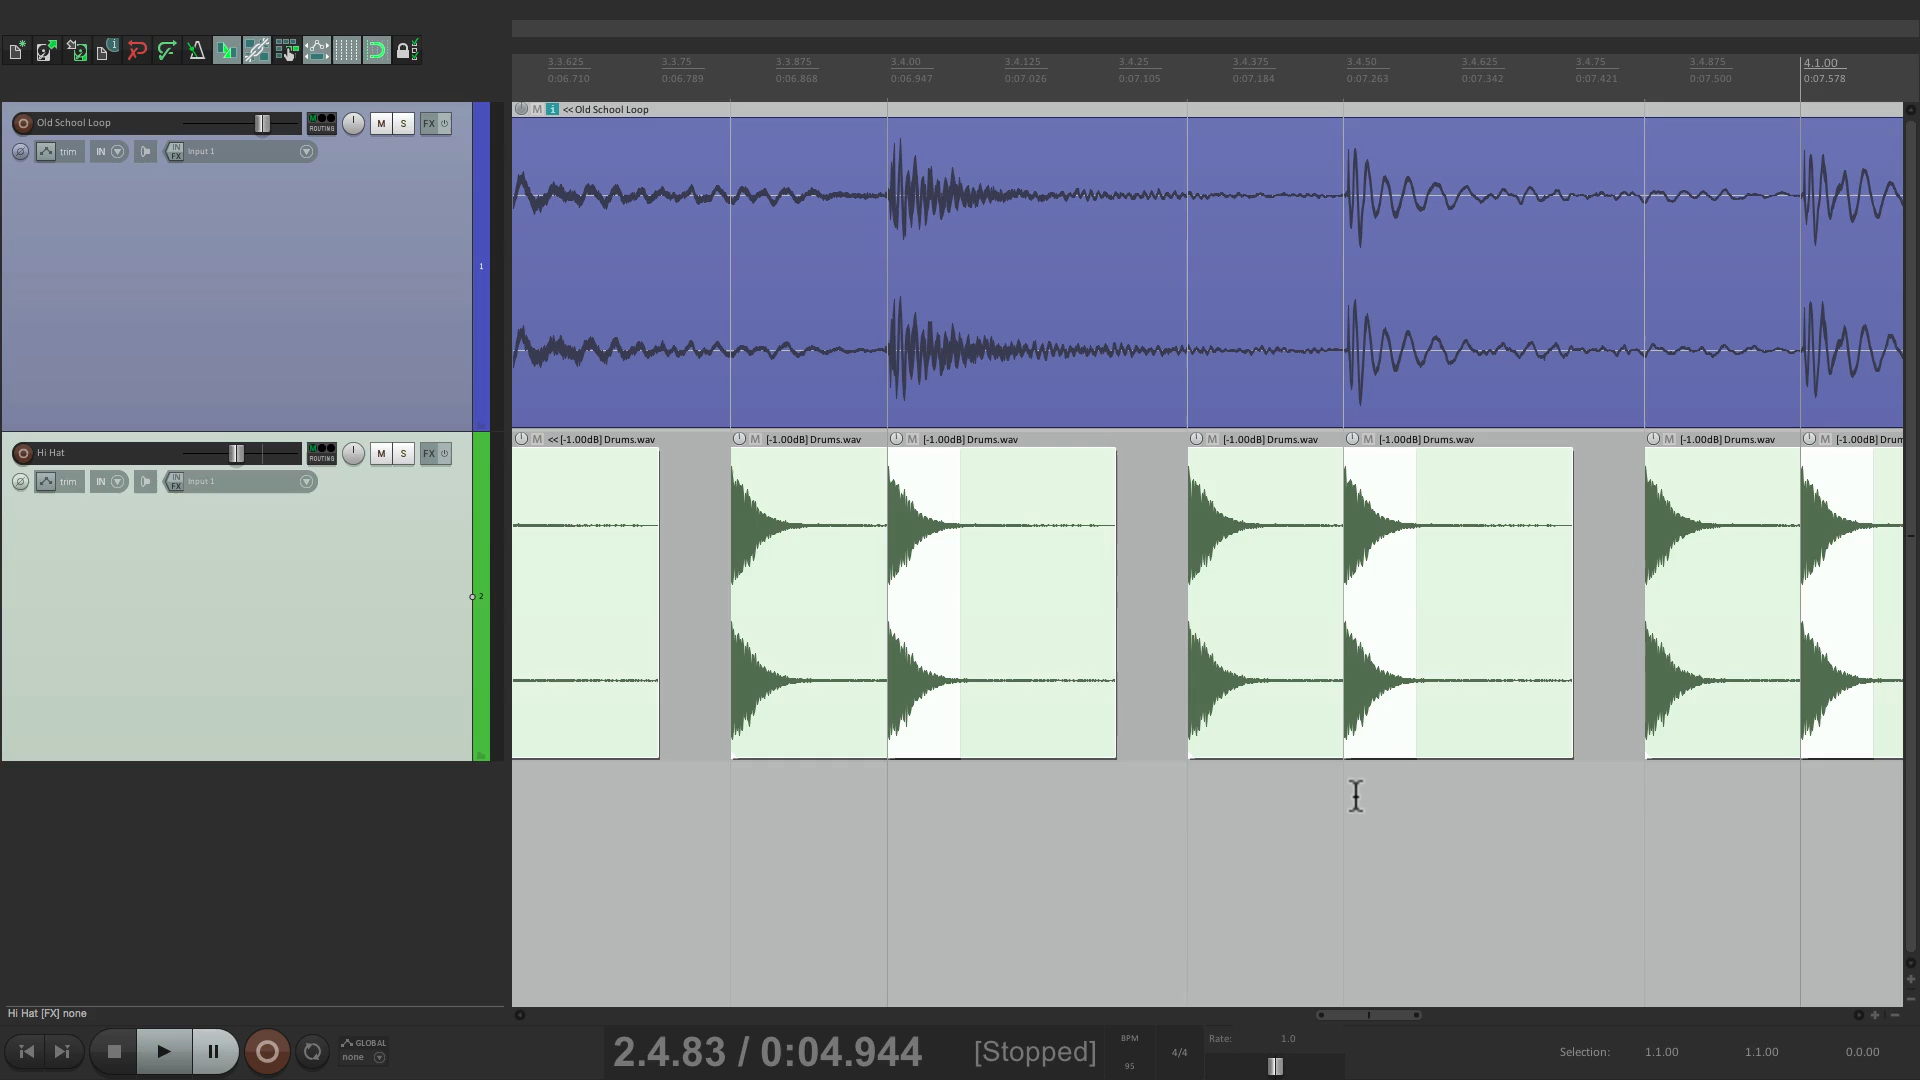 3.3.625 3.3.75 3.3.875 3.4.00 3.4.125 3.4.25 3.4.375 3.4.50 3.4.625 3.4.75 3.4.875 4.1.00
0:06.710 0:06.789 0:06.868 0:06.947 0:07.026 0:07.105 0:07.184 0:07.263 0:07.342 0:07.421 0:07.500 0:07.578
M i << Old School Loop
Old School Loop ROUTING M S FX
trim IN IN FX Input 1
1
M << [-1.00dB] Drums.wav M [-1.00dB] Drums.wav M [-1.00dB] Drums.wav M [-1.00dB] Drums.wav M [-1.00dB] Drums.wav M [-1.00dB] Drums.wav M [-1.00dB] Drum
Hi Hat ROUTING M S FX
trim IN IN FX Input 1
2
Hi Hat [FX] none
GLOBAL
none
2.4.83 / 0:04.944 [Stopped]
BPM
95
4/4
Rate: 1.0
Selection: 1.1.00 1.1.00 0.0.00